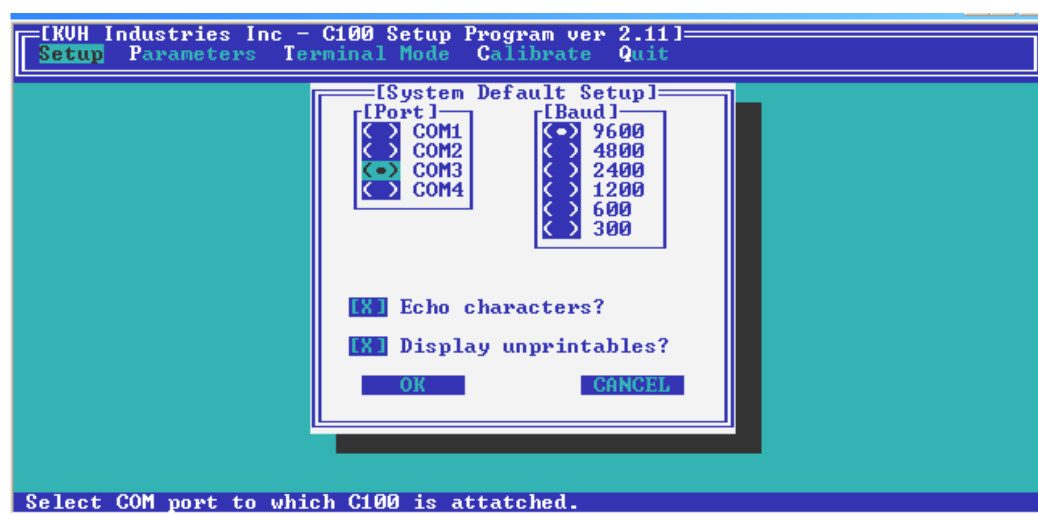 [KVH Industries Inc - C100 Setup Program ver 2.11]
Setup Parameters Terminal Mode Calibrate Quit
[System Default Setup]
[Port]
( ) COM1
( ) COM2
(•) COM3
( ) COM4
[Baud]
(•) 9600
( ) 4800
( ) 2400
( ) 1200
( ) 600
( ) 300
[X] Echo characters?
[X] Display unprintables?
OK CANCEL
Select COM port to which C100 is attatched.